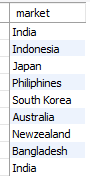 market
India
Indonesia
Japan
Philiphines
South Korea
Australia
Newzealand
Bangladesh
India